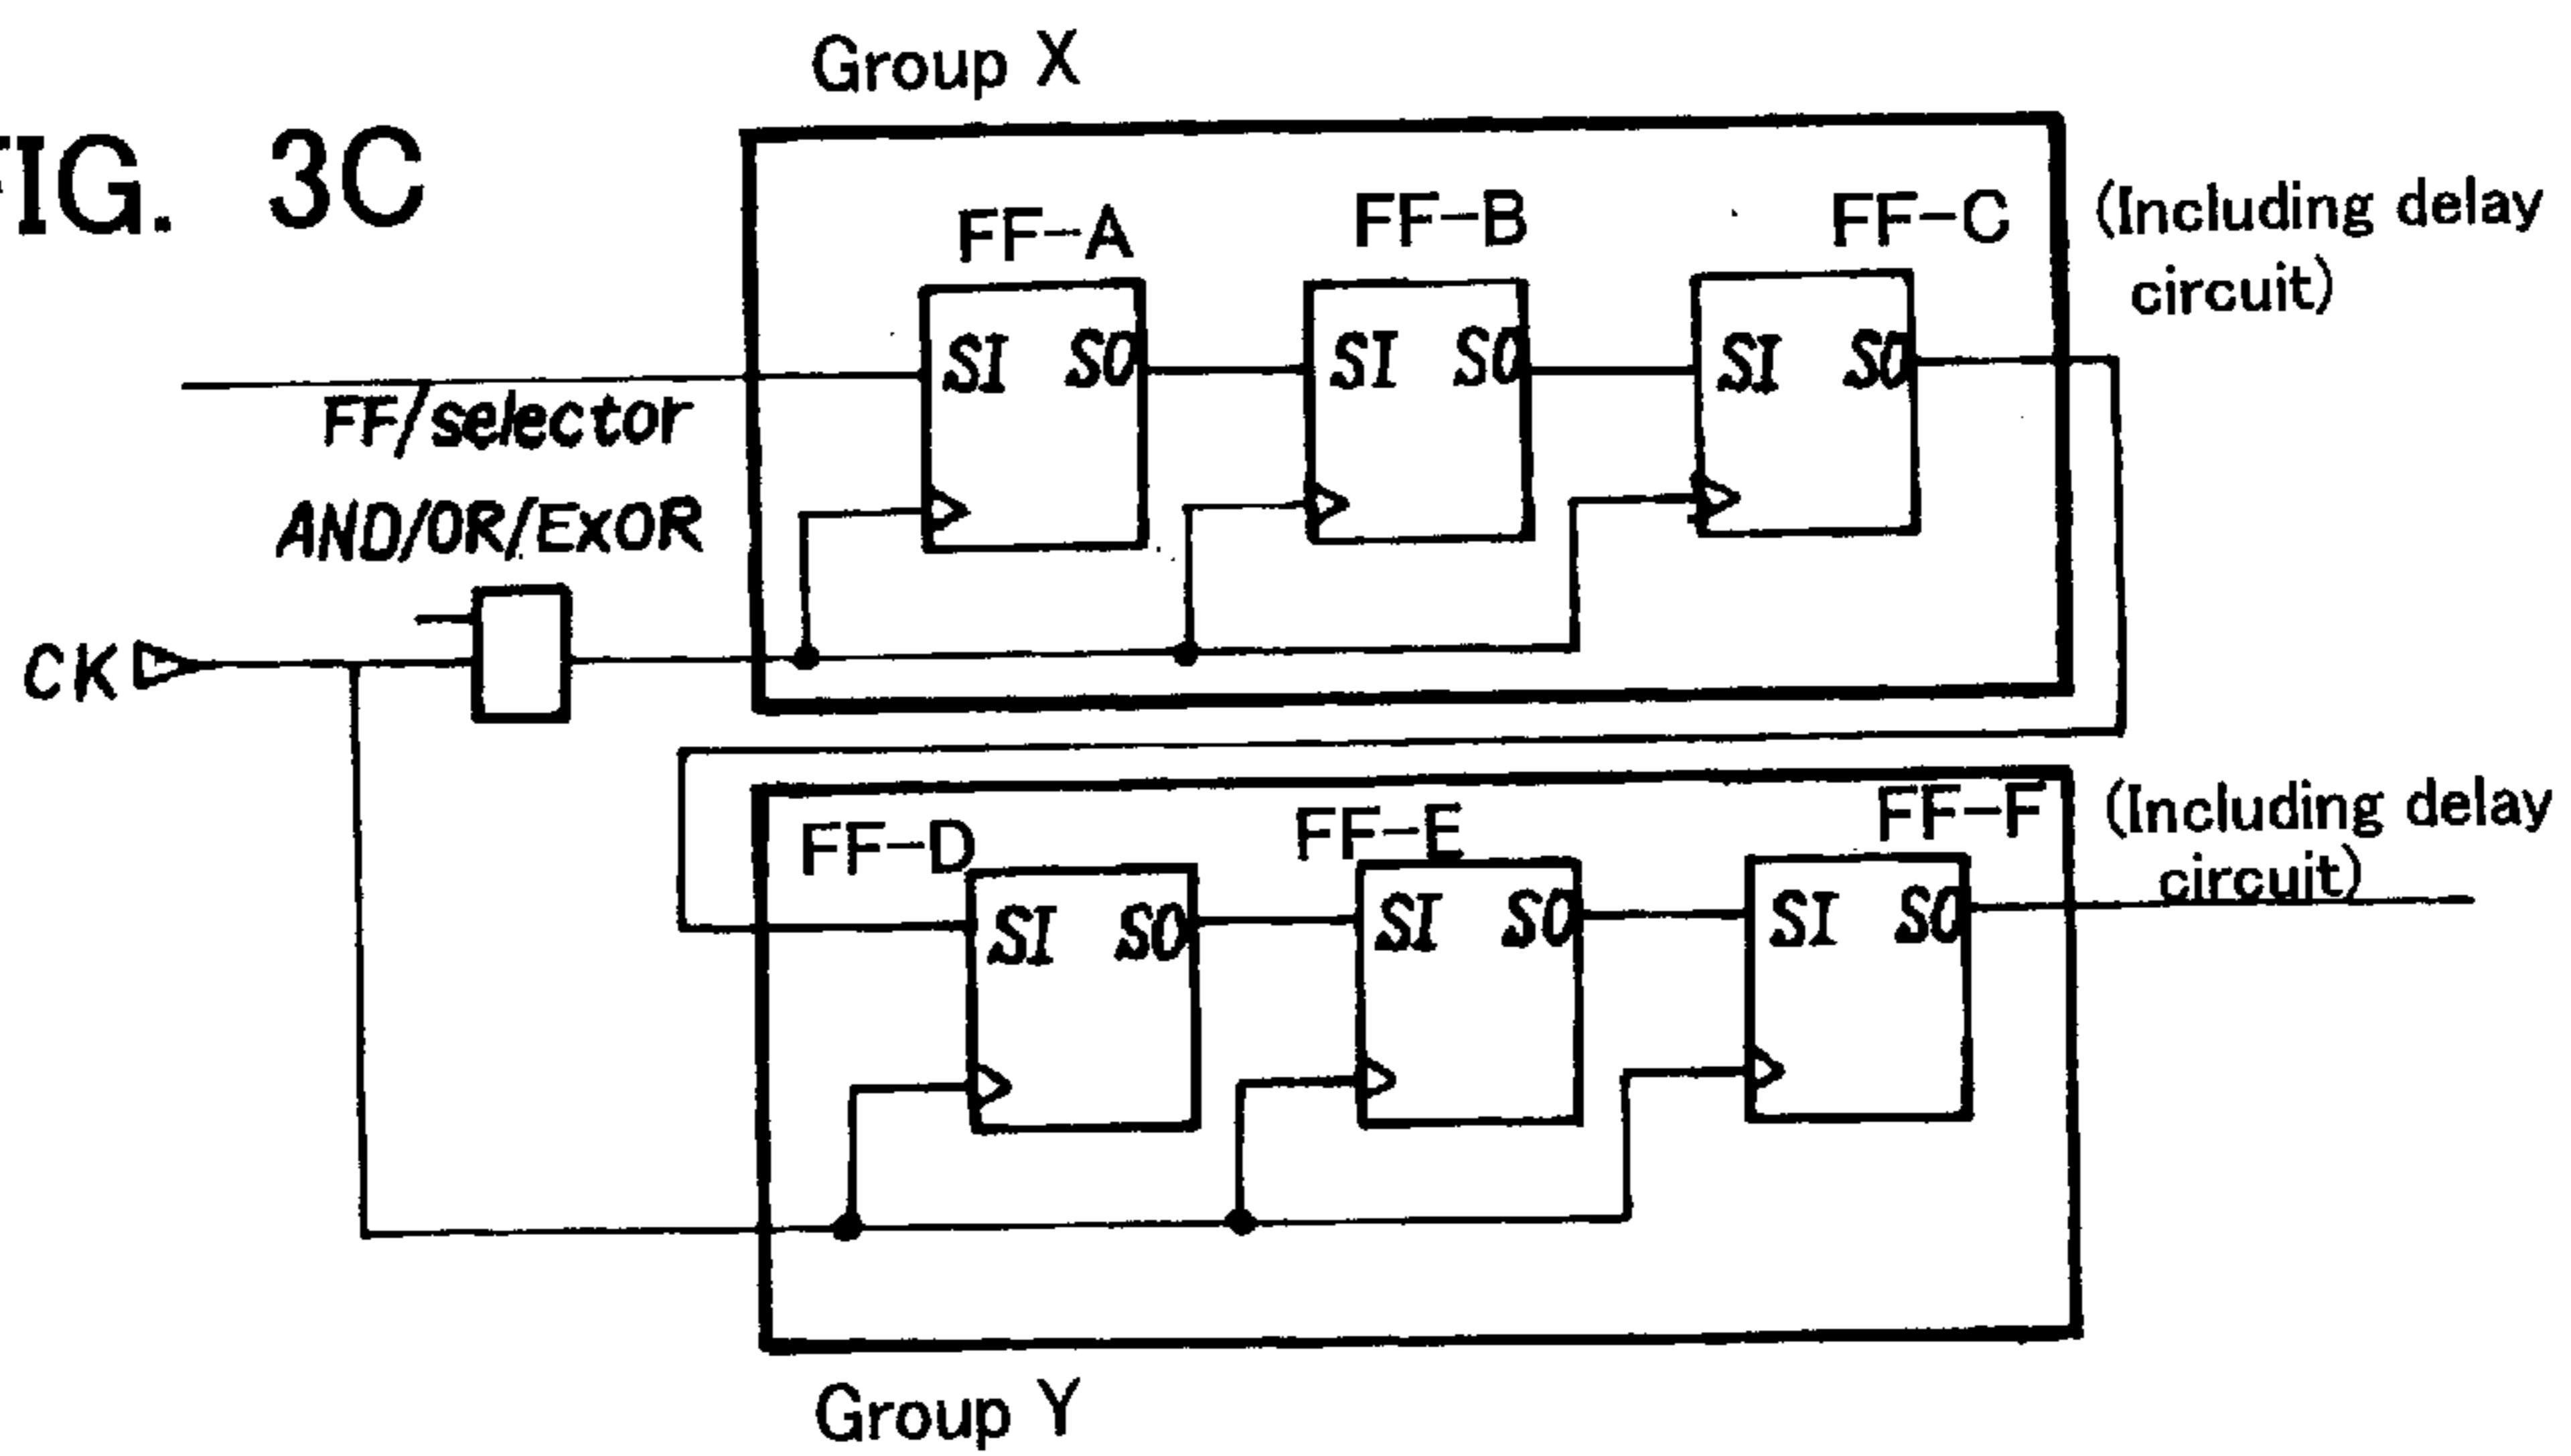 Group X
FIG. 3C
FF-A
FF-B
FF-C
(Including delay
circuit)
SI SO
SI SO
SI SO
FF/selector
AND/OR/ExOR
CK
FF-D
FF-E
FF-F
(Including delay
circuit)
SI SO
SI SO
SI SO
Group Y